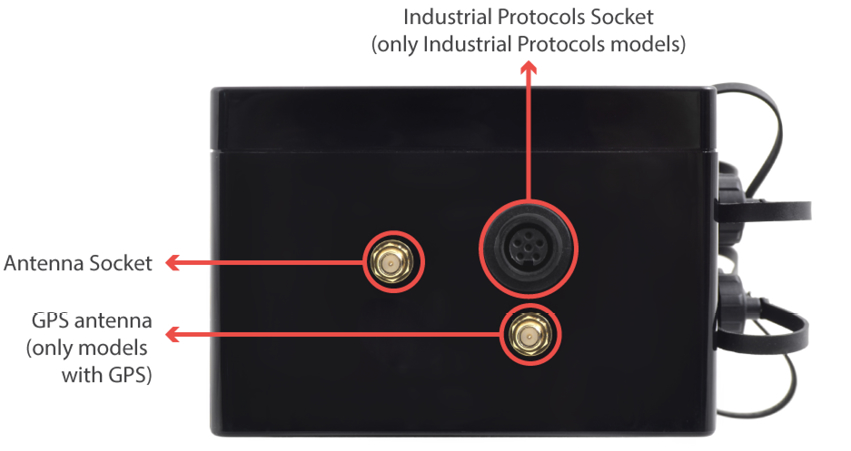 Industrial Protocols Socket
(only Industrial Protocols models)
Antenna Socket
GPS antenna
(only models
with GPS)